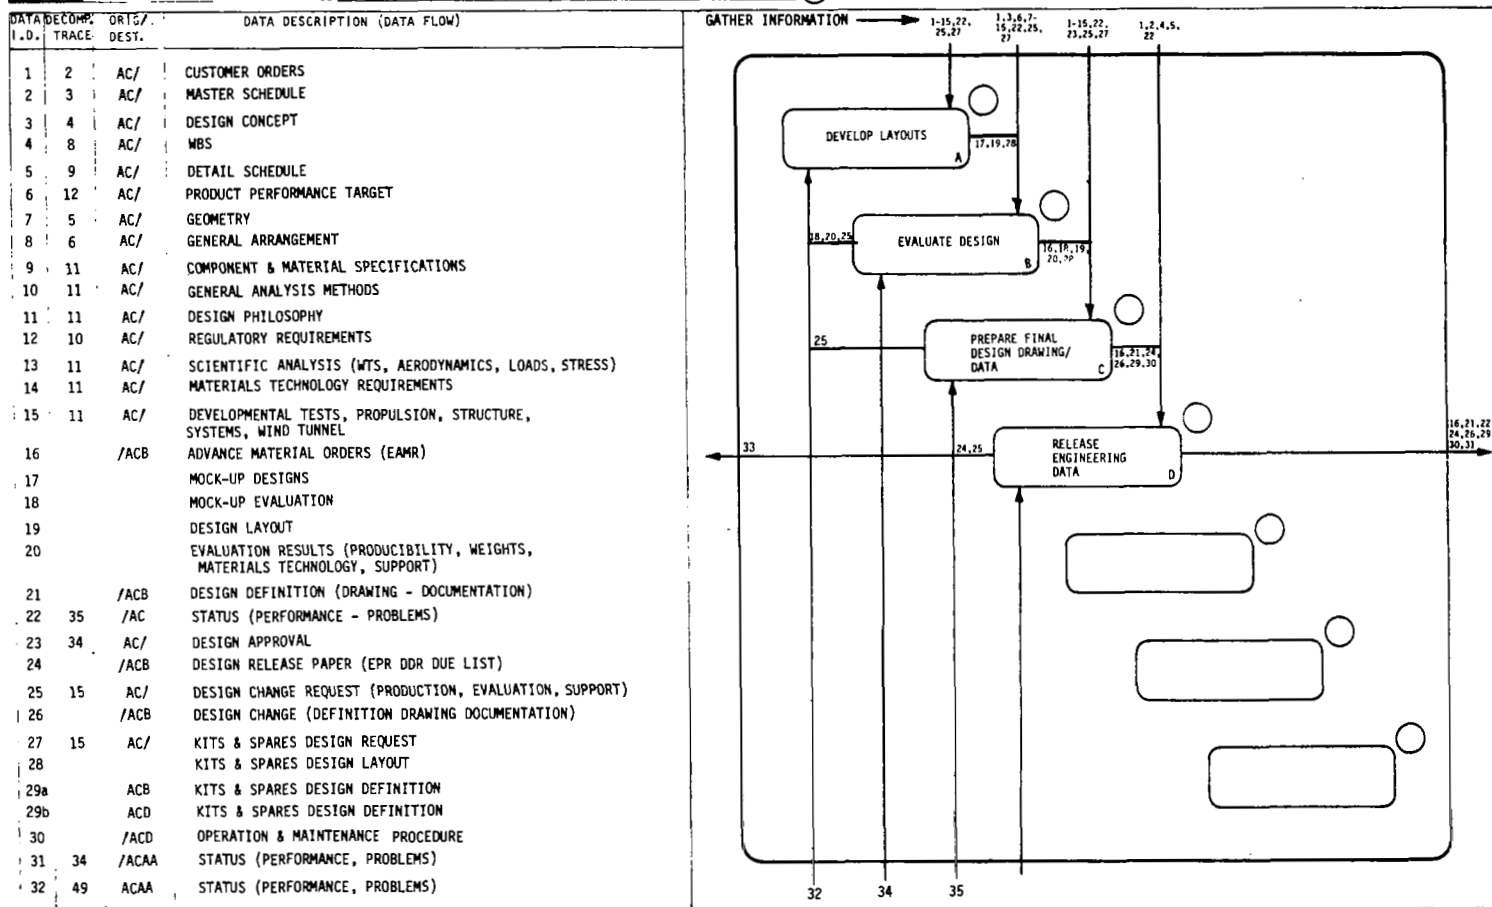 DATA DECOMP. ORIG/. DATA DESCRIPTION (DATA FLOW)
I.D. TRACE DEST.
1 2 AC/ CUSTOMER ORDERS
2 3 AC/ MASTER SCHEDULE
3 4 AC/ DESIGN CONCEPT
4 8 AC/ WBS
5 9 AC/ DETAIL SCHEDULE
6 12 AC/ PRODUCT PERFORMANCE TARGET
7 5 AC/ GEOMETRY
8 6 AC/ GENERAL ARRANGEMENT
9 11 AC/ COMPONENT & MATERIAL SPECIFICATIONS
10 11 AC/ GENERAL ANALYSIS METHODS
11 11 AC/ DESIGN PHILOSOPHY
12 10 AC/ REGULATORY REQUIREMENTS
13 11 AC/ SCIENTIFIC ANALYSIS (WTS, AERODYNAMICS, LOADS, STRESS)
14 11 AC/ MATERIALS TECHNOLOGY REQUIREMENTS
15 11 AC/ DEVELOPMENTAL TESTS, PROPULSION, STRUCTURE,
SYSTEMS, WIND TUNNEL
16 /ACB ADVANCE MATERIAL ORDERS (EAMR)
17 MOCK-UP DESIGNS
18 MOCK-UP EVALUATION
19 DESIGN LAYOUT
20 EVALUATION RESULTS (PRODUCIBILITY, WEIGHTS,
MATERIALS TECHNOLOGY, SUPPORT)
21 /ACB DESIGN DEFINITION (DRAWING - DOCUMENTATION)
22 35 /AC STATUS (PERFORMANCE - PROBLEMS)
23 34 AC/ DESIGN APPROVAL
24 /ACB DESIGN RELEASE PAPER (EPR DDR DUE LIST)
25 15 AC/ DESIGN CHANGE REQUEST (PRODUCTION, EVALUATION, SUPPORT)
26 /ACB DESIGN CHANGE (DEFINITION DRAWING DOCUMENTATION)
27 15 AC/ KITS & SPARES DESIGN REQUEST
28 KITS & SPARES DESIGN LAYOUT
29a ACB KITS & SPARES DESIGN DEFINITION
29b ACD KITS & SPARES DESIGN DEFINITION
30 /ACD OPERATION & MAINTENANCE PROCEDURE
31 34 /ACAA STATUS (PERFORMANCE, PROBLEMS)
32 49 ACAA STATUS (PERFORMANCE, PROBLEMS)
GATHER INFORMATION
1-15,22,
25,27
1,3,6,7-
15,22,25,
27
1-15,22,
23,25,27
1,2,4,5,
22
DEVELOP LAYOUTS
A
17,19,28
18,20,25
EVALUATE DESIGN
B
16,18,19,
20,28
25
PREPARE FINAL
DESIGN DRAWING/
DATA
C
16,21,24,
26,29,30
33
24,25
RELEASE
ENGINEERING
DATA
D
16,21,22
24,26,29
30,31
32
34
35